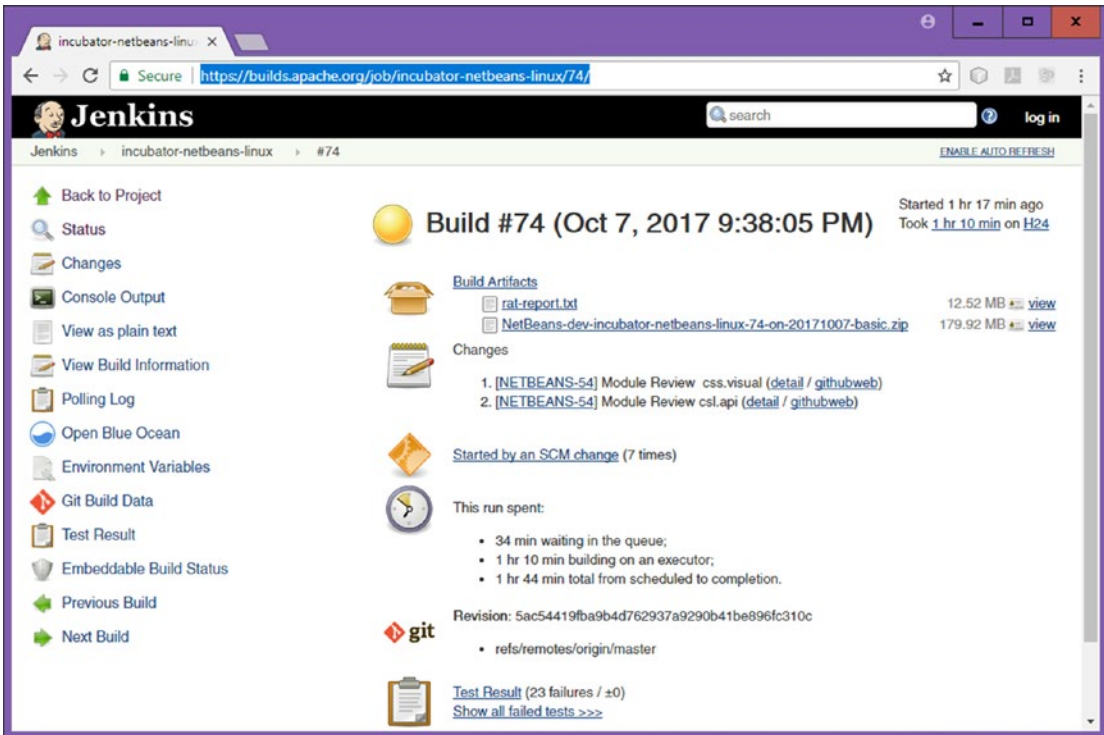 incubator-netbeans-linu
Secure https://builds.apache.org/job/incubator-netbeans-linux/74/
Jenkins
search
log in
Jenkins incubator-netbeans-linux #74
ENABLE AUTO REFRESH
Back to Project
Status
Changes
Console Output
View as plain text
View Build Information
Polling Log
Open Blue Ocean
Environment Variables
Git Build Data
Test Result
Embeddable Build Status
Previous Build
Next Build
Build #74 (Oct 7, 2017 9:38:05 PM)
Started 1 hr 17 min ago
Took 1 hr 10 min on H24
Build Artifacts
rat-report.txt 12.52 MB view
NetBeans-dev-incubator-netbeans-linux-74-on-20171007-basic.zip 179.92 MB view
Changes
1. [NETBEANS-54] Module Review css.visual (detail / githubweb)
2. [NETBEANS-54] Module Review csl.api (detail / githubweb)
Started by an SCM change (7 times)
This run spent:
• 34 min waiting in the queue;
• 1 hr 10 min building on an executor;
• 1 hr 44 min total from scheduled to completion.
git
Revision: 5ac54419fba9b4d762937a9290b41be896fc310c
• refs/remotes/origin/master
Test Result (23 failures / ±0)
Show all failed tests >>>